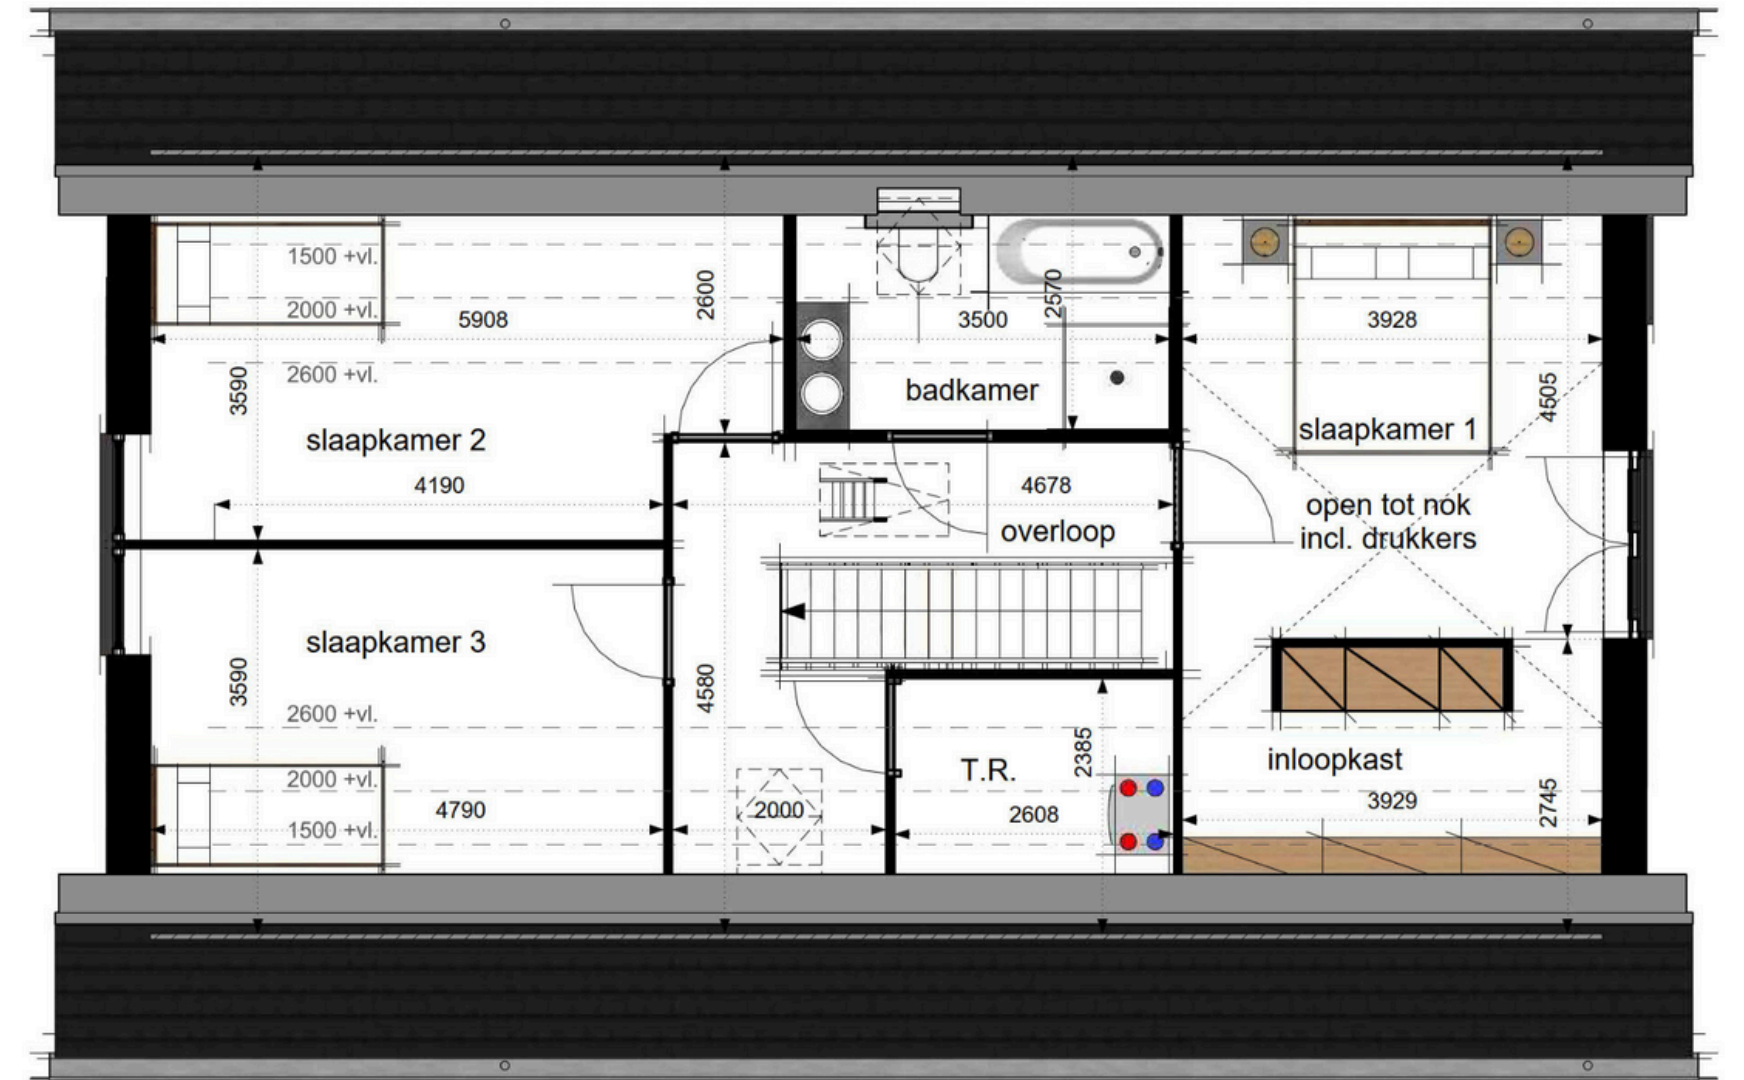 1500 +vl.
2000 +vl.
5908
2600
2570
3500
3928
2600 +vl.
3590
badkamer
4505
slaapkamer 2
slaapkamer 1
4190
4678
open tot nok
overloop
incl. drukkers
slaapkamer 3
3590
4580
2600 +vl.
2385
T.R.
inloopkast
2000 +vl.
4790
2000
2608
3929
2745
1500 +vl.